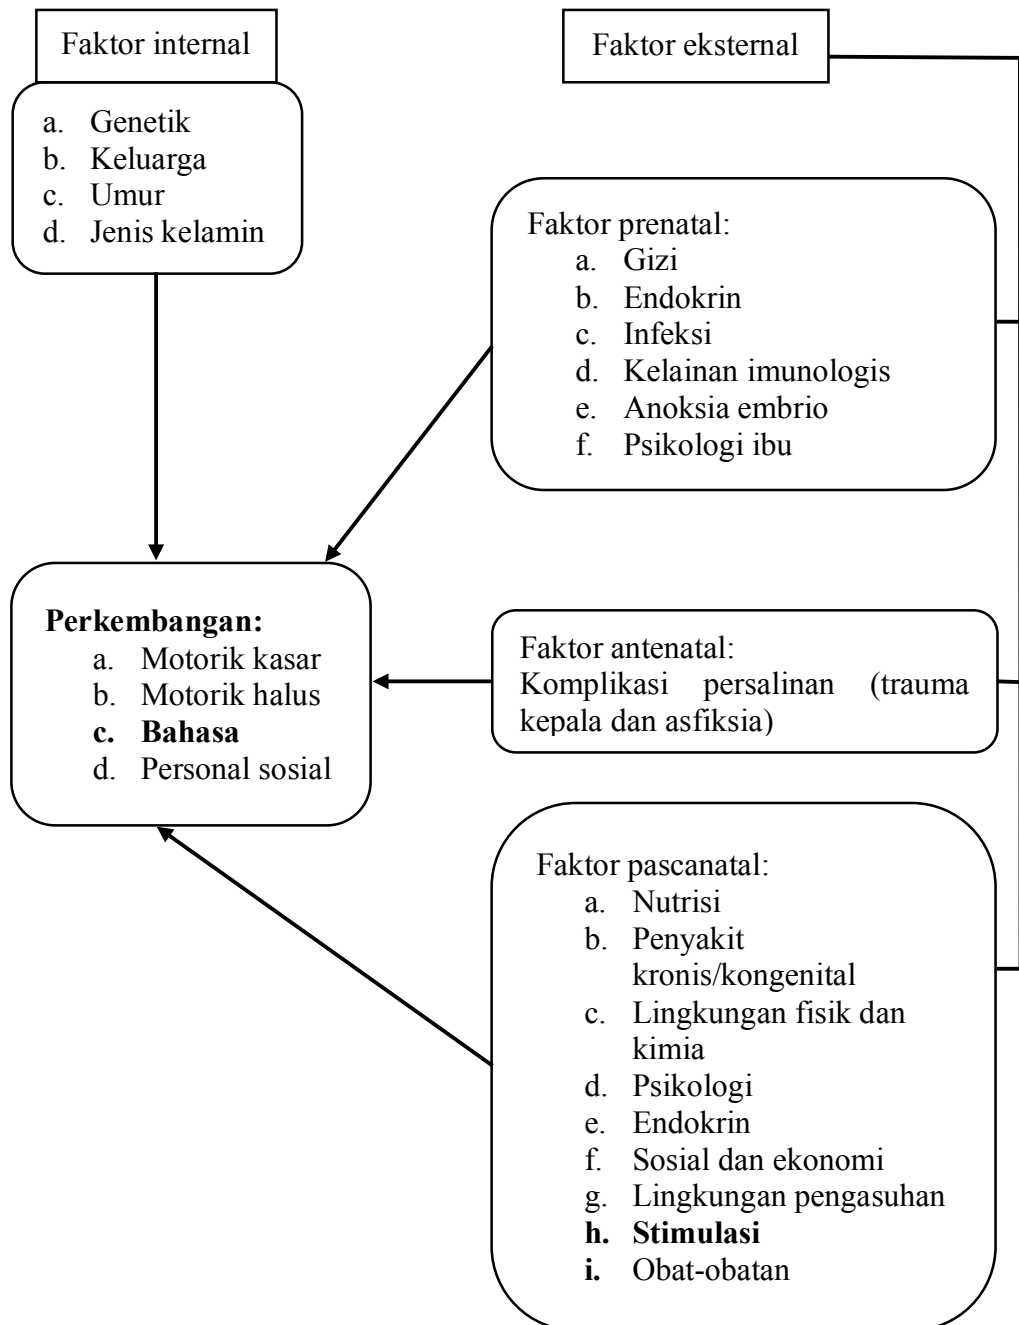 Faktor internal
a. Genetik
b. Keluarga
c. Umur
d. Jenis kelamin
Faktor eksternal
Faktor prenatal:
a. Gizi
b. Endokrin
c. Infeksi
d. Kelainan imunologis
e. Anoksia embrio
f. Psikologi ibu
Perkembangan:
a. Motorik kasar
b. Motorik halus
c. Bahasa
d. Personal sosial
Faktor antenatal:
Komplikasi persalinan (trauma
kepala dan asfiksia)
Faktor pascanatal:
a. Nutrisi
b. Penyakit
kronis/kongenital
c. Lingkungan fisik dan
kimia
d. Psikologi
e. Endokrin
f. Sosial dan ekonomi
g. Lingkungan pengasuhan
h. Stimulasi
i. Obat-obatan